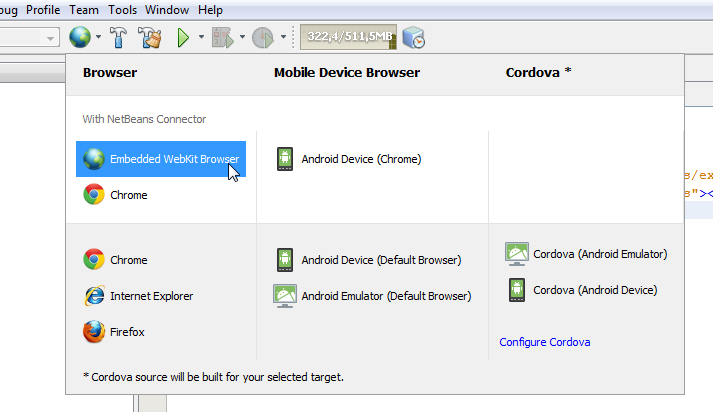 bug Profile Team Tools Window Help
322,4/511,5MB
Browser Mobile Device Browser Cordova *
With NetBeans Connector
Embedded WebKit Browser Android Device (Chrome)
Chrome
Chrome Android Device (Default Browser) Cordova (Android Emulator)
Internet Explorer Android Emulator (Default Browser) Cordova (Android Device)
Firefox
Configure Cordova
* Cordova source will be built for your selected target.
s/ex
s"><